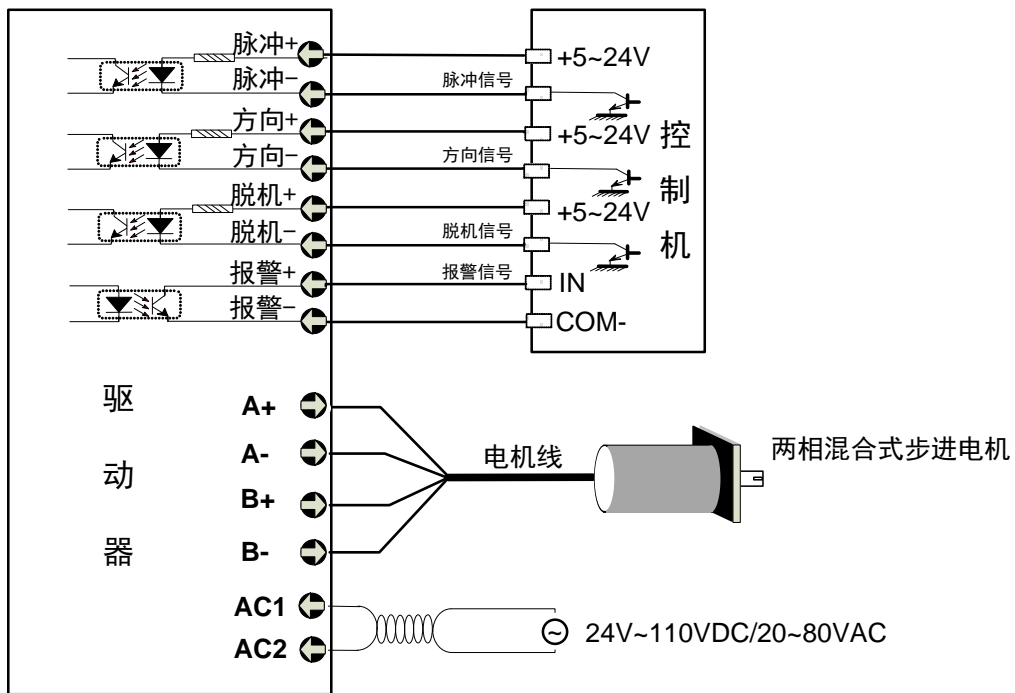 脉冲+
+5~24V
脉冲−
脉冲信号
方向+
+5~24V
方向−
方向信号
脱机+
+5~24V
脱机−
脱机信号
报警+
报警信号
IN
报警−
COM-
控制机
驱动器
A+
A-
B+
B-
电机线
两相混合式步进电机
AC1
AC2
~
24V~110VDC/20~80VAC